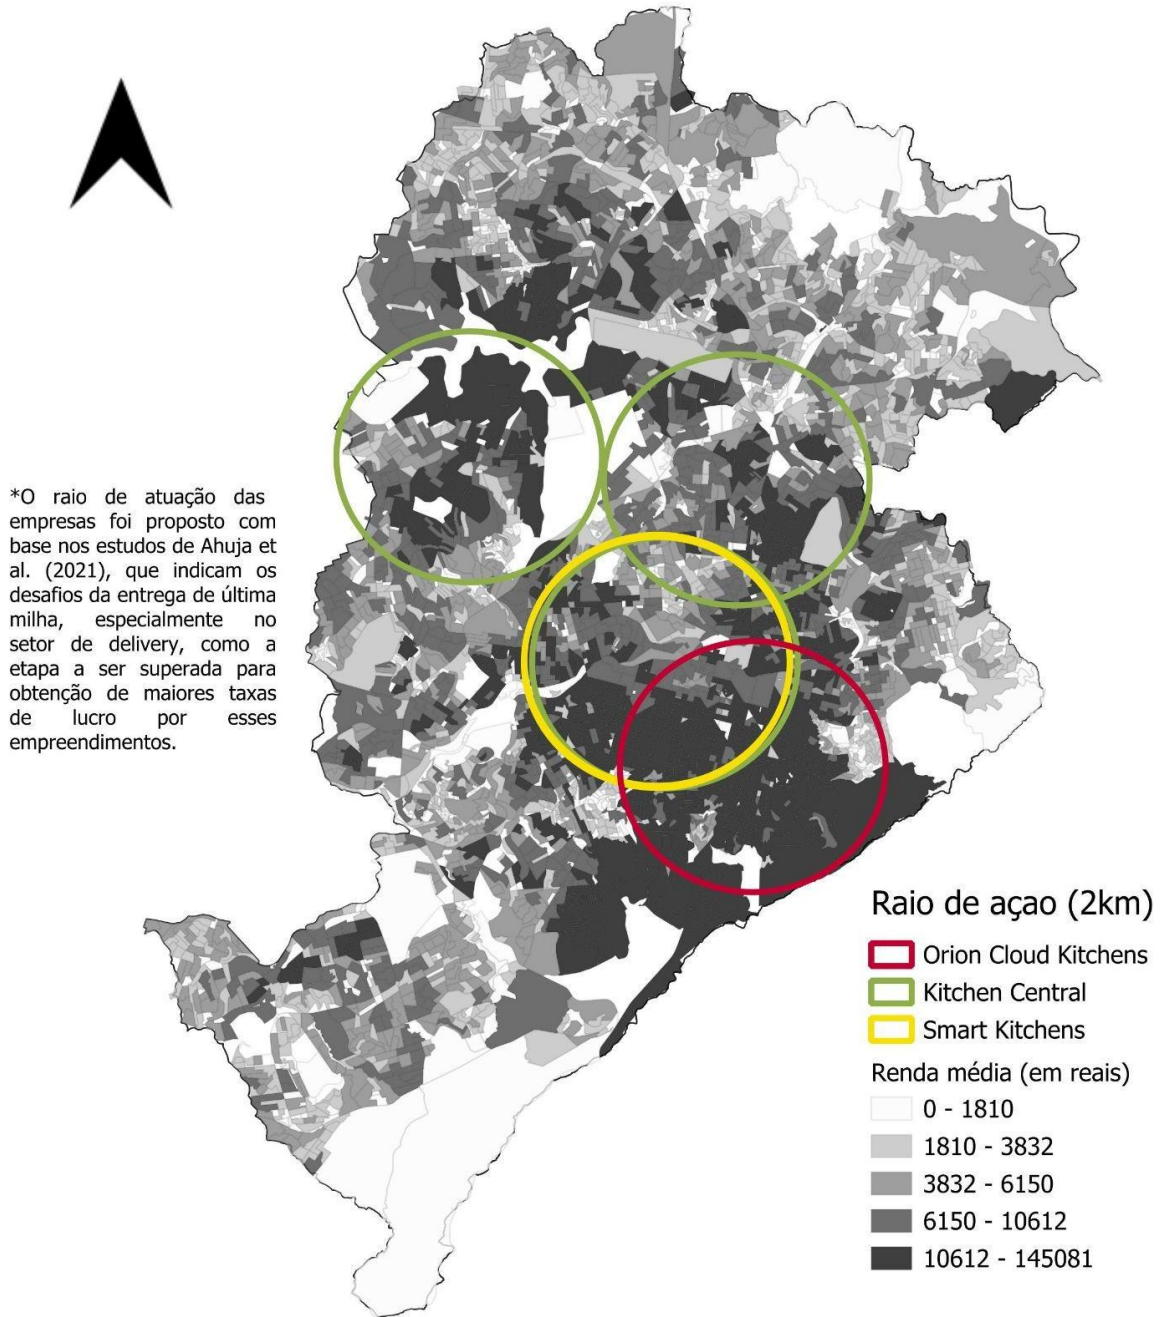 *O raio de atuação das
empresas foi proposto com
base nos estudos de Ahuja et
al. (2021), que indicam os
desafios da entrega de última
milha, especialmente no
setor de delivery, como a
etapa a ser superada para
obtenção de maiores taxas
de lucro por esses
empreendimentos.
Raio de açao (2km)
Orion Cloud Kitchens
Kitchen Central
Smart Kitchens
Renda média (em reais)
0 - 1810
1810 - 3832
3832 - 6150
6150 - 10612
10612 - 145081